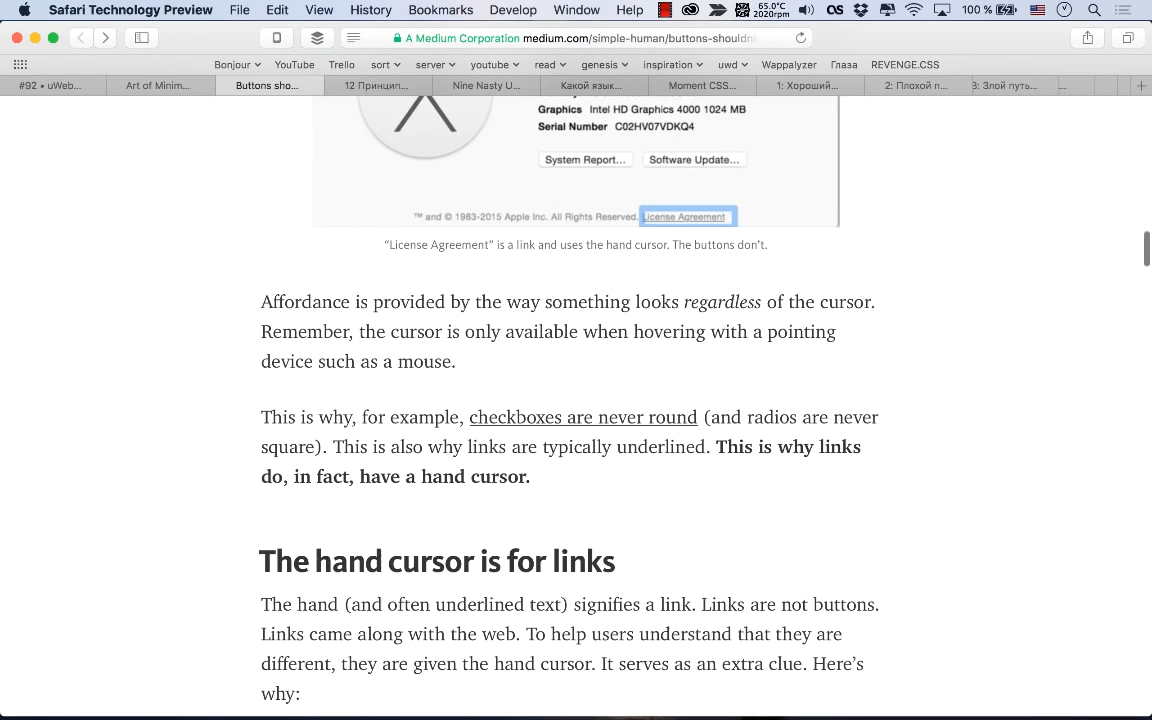 Safari Technology Preview File Edit View History Bookmarks Develop Window Help 65.0°C 2020rpm 100 %
A Medium Corporation medium.com/simple-human/buttons-shouldnt
Bonjour YouTube Trello sort server youtube read genesis inspiration uwd Wappalyzer Глаза REVENGE.CSS
#92 • uWeb... Art of Minim... Buttons sho... 12 Принцип... Nine Nasty U... Какой язык... Moment CSS... 1: Хороший... 2: Плохой п... 3: Злой путь... ...
Graphics Intel HD Graphics 4000 1024 MB
Serial Number C02HV07VDKQ4
System Report... Software Update...
™ and © 1983-2015 Apple Inc. All Rights Reserved. License Agreement
“License Agreement” is a link and uses the hand cursor. The buttons don’t.
Affordance is provided by the way something looks regardless of the cursor.
Remember, the cursor is only available when hovering with a pointing
device such as a mouse.
This is why, for example, checkboxes are never round (and radios are never
square). This is also why links are typically underlined. This is why links
do, in fact, have a hand cursor.
The hand cursor is for links
The hand (and often underlined text) signifies a link. Links are not buttons.
Links came along with the web. To help users understand that they are
different, they are given the hand cursor. It serves as an extra clue. Here’s
why: